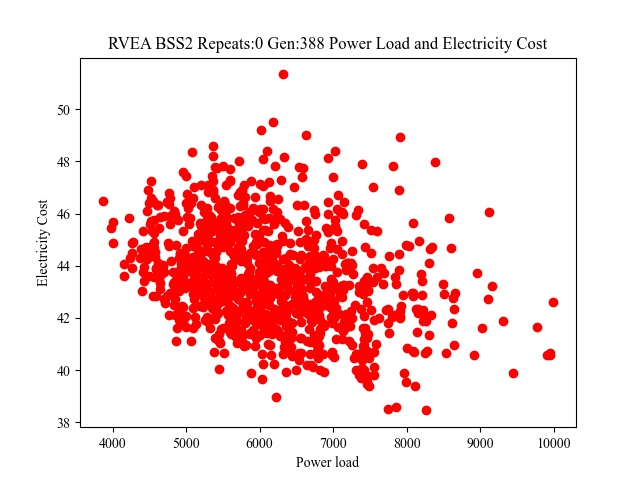 RVEA BSS2 Repeats:0 Gen:388 Power Load and Electricity Cost
50
48
46
44
42
40
38
Electricity Cost
4000 5000 6000 7000 8000 9000 10000
Power load